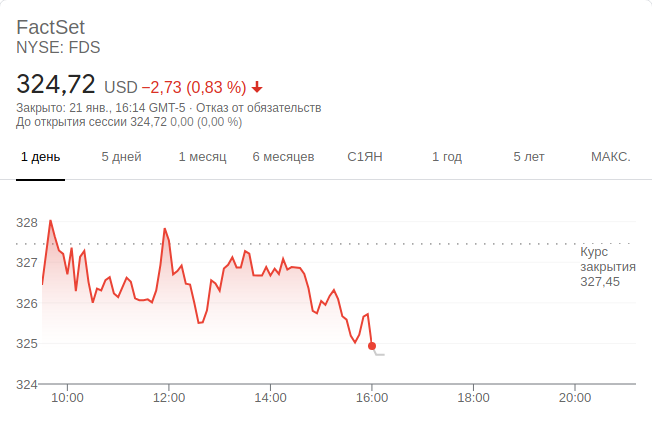 FactSet
NYSE: FDS
324,72 USD −2,73 (0,83 %)
Закрыто: 21 янв., 16:14 GMT-5 · Отказ от обязательств
До открытия сессии 324,72 0,00 (0,00 %)
1 день 5 дней 1 месяц 6 месяцев С1ЯН 1 год 5 лет МАКС.
328
327
326
325
324
Курс
закрытия
327,45
10:00 12:00 14:00 16:00 18:00 20:00